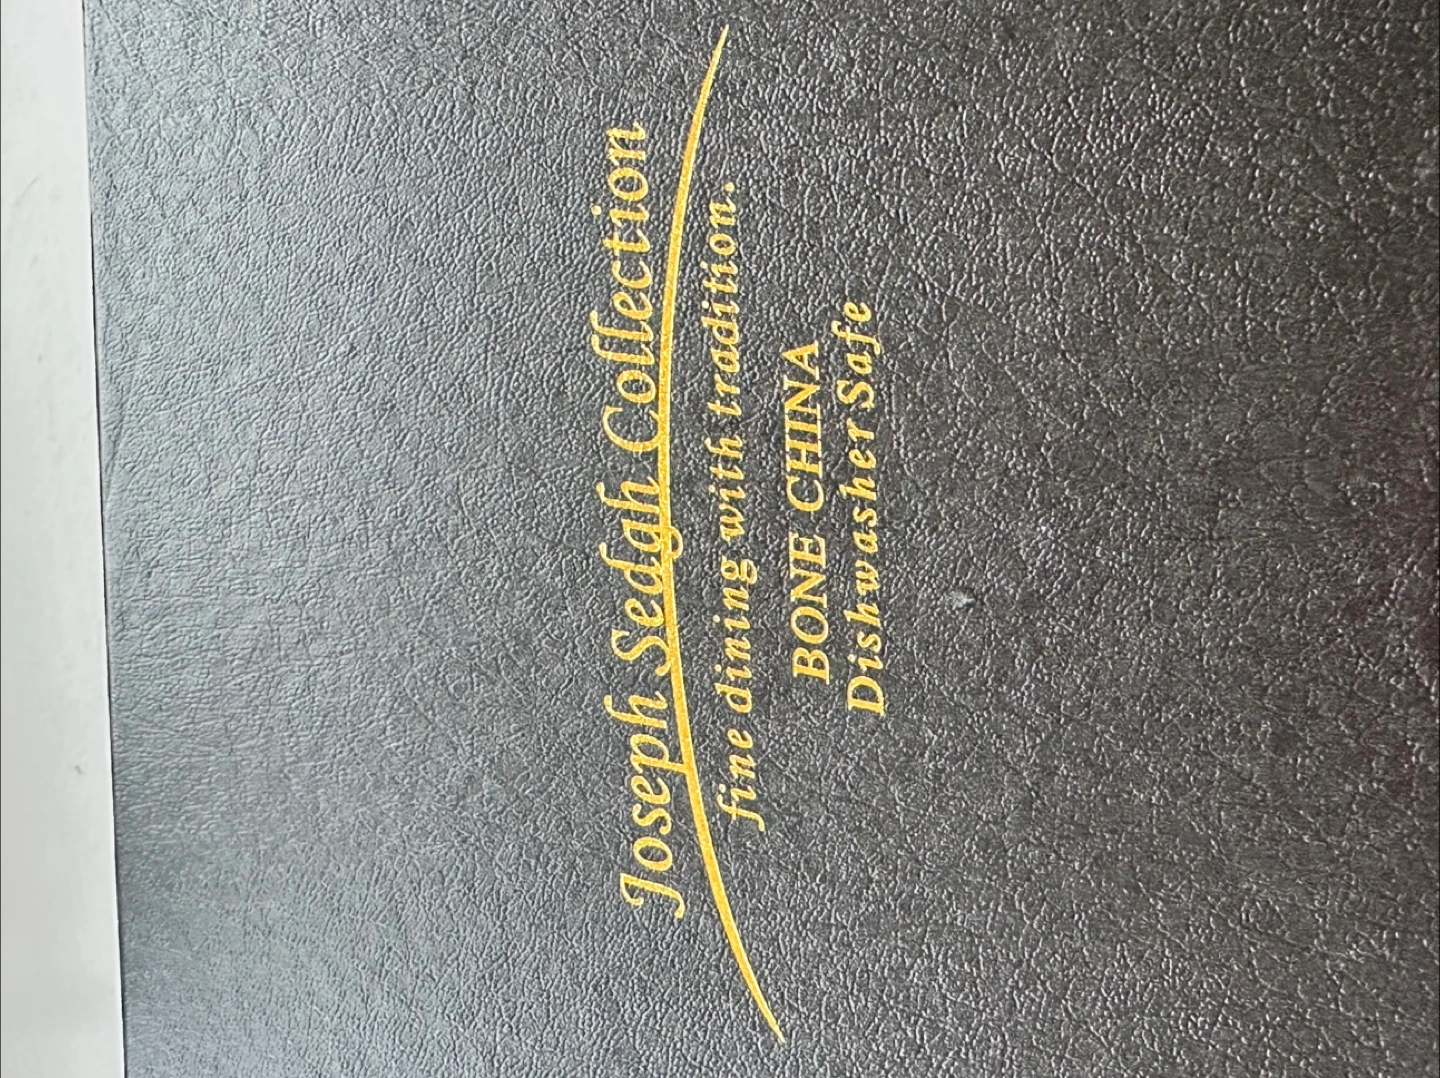 Joseph Sedgh Collection
fine dining with tradition.
BONE CHINA
Dishwasher Safe